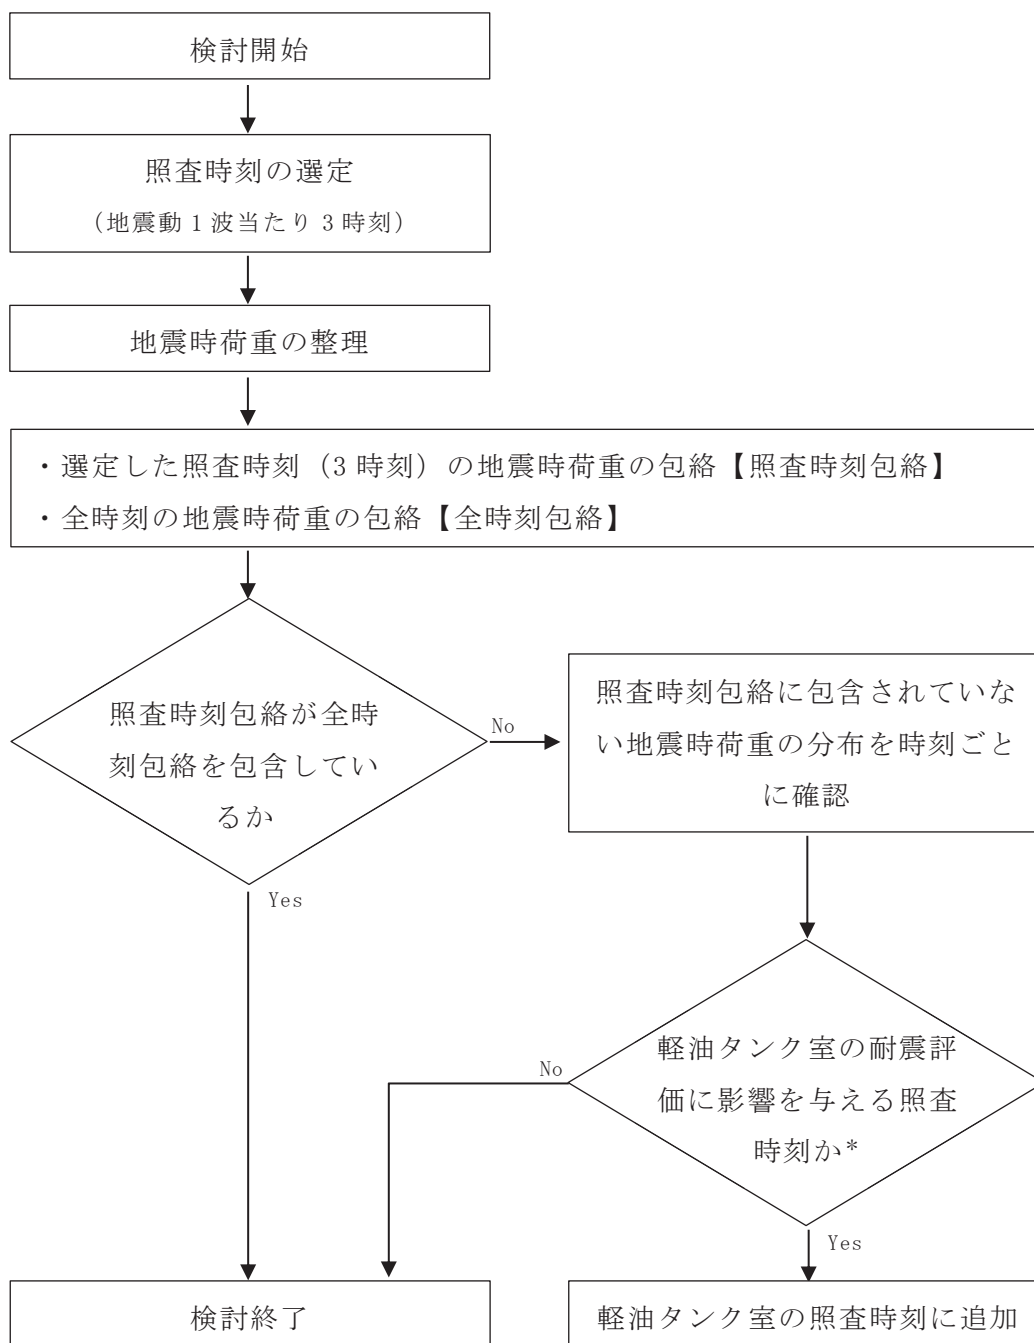 検討開始
照査時刻の選定
（地震動１波当たり３時刻）
地震時荷重の整理
・選定した照査時刻（3 時刻）の地震時荷重の包絡【照査時刻包絡】
・全時刻の地震時荷重の包絡【全時刻包絡】
照査時刻包絡が全時
刻包絡を包含してい
るか
No
照査時刻包絡に包含されていな
い地震時荷重の分布を時刻ごと
に確認
Yes
軽油タンク室の耐震評
価に影響を与える照査
時刻か*
No
Yes
検討終了
軽油タンク室の照査時刻に追加